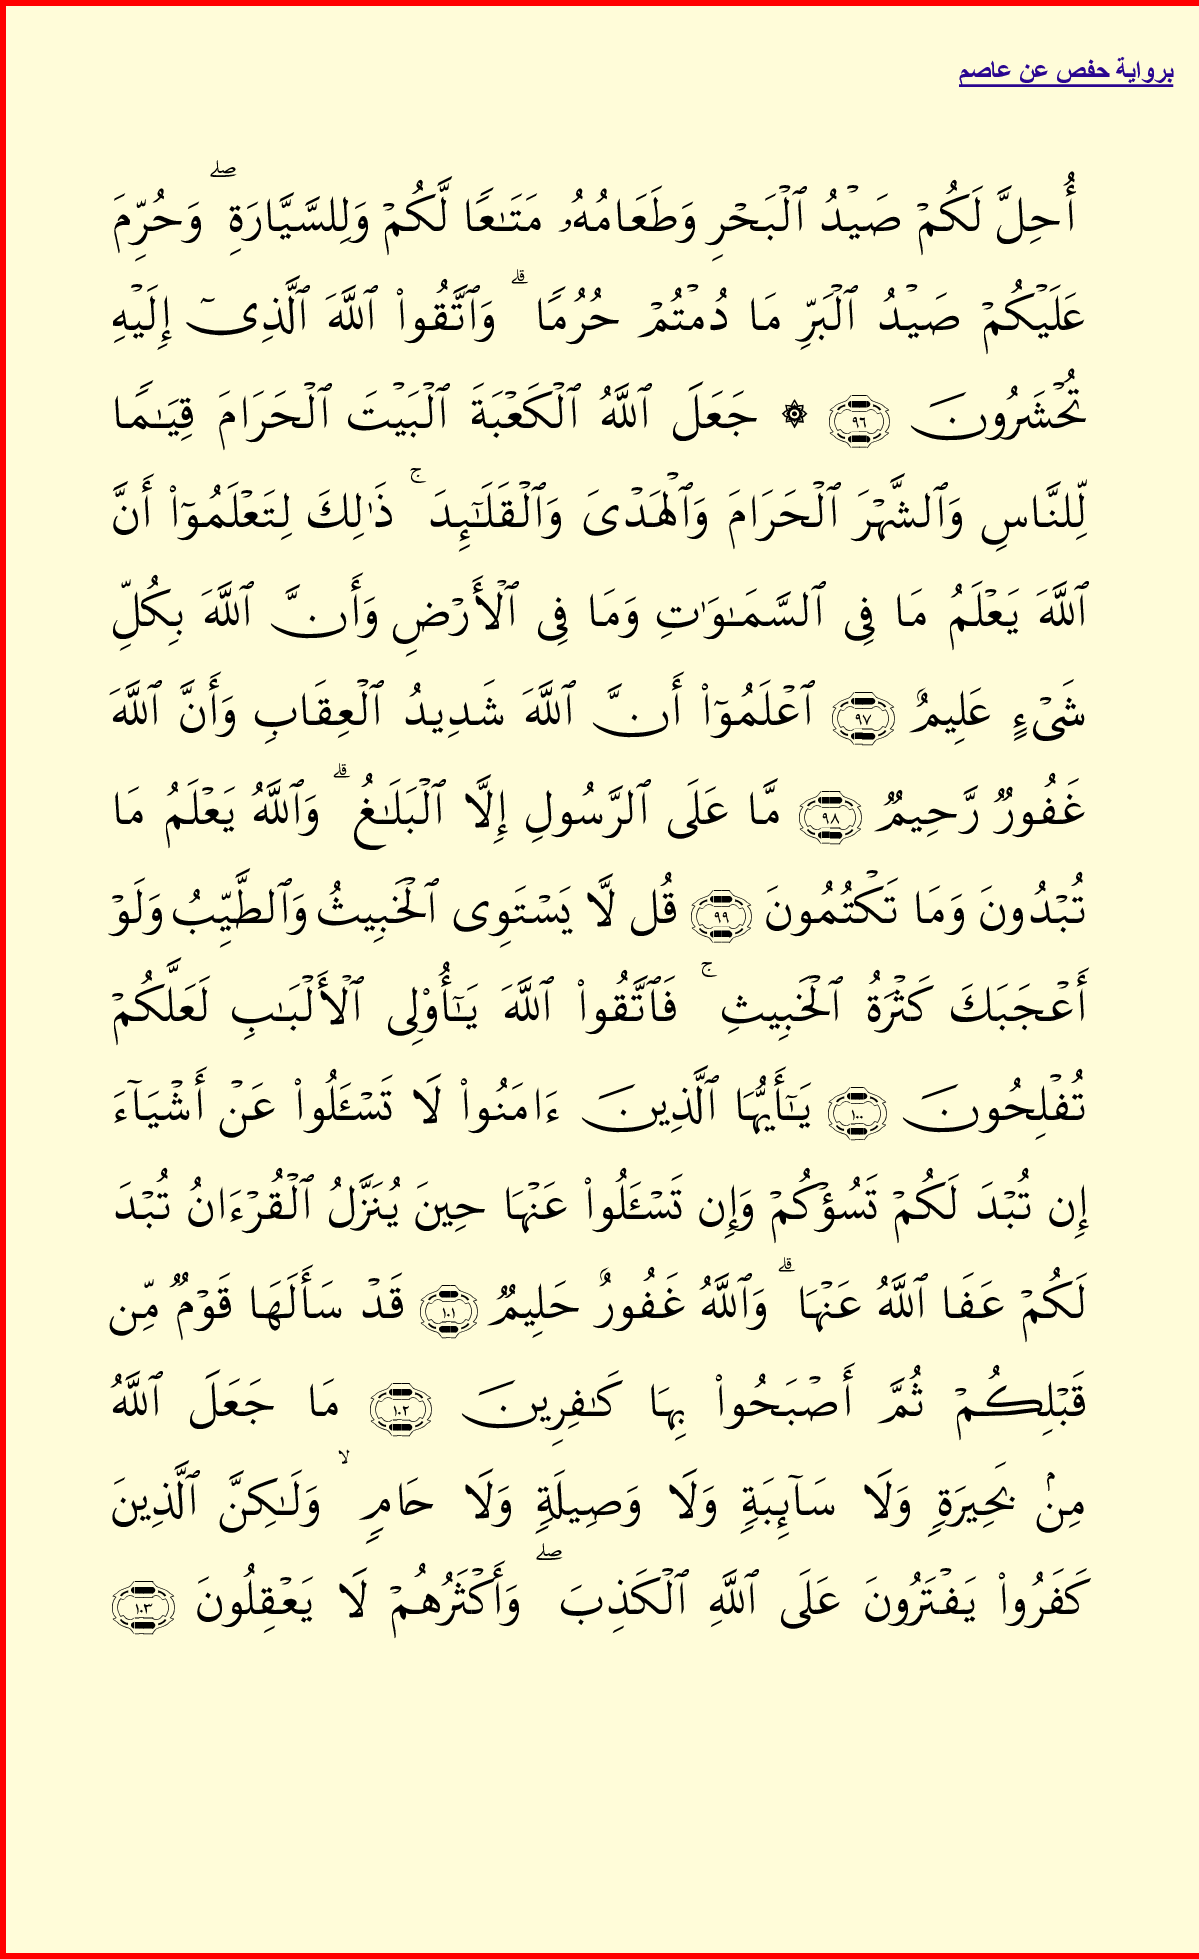 برواية حفص عن عاصم
أُحِلَّ لَكُمۡ صَيۡدُ ٱلۡبَحۡرِ وَطَعَامُهُۥ مَتَٰعٗا لَّكُمۡ وَلِلسَّيَّارَةِۖ وَحُرِّمَ
عَلَيۡكُمۡ صَيۡدُ ٱلۡبَرِّ مَا دُمۡتُمۡ حُرُمٗاۗ وَٱتَّقُواْ ٱللَّهَ ٱلَّذِيٓ إِلَيۡهِ
تُحۡشَرُونَ ٩٦ ۞ جَعَلَ ٱللَّهُ ٱلۡكَعۡبَةَ ٱلۡبَيۡتَ ٱلۡحَرَامَ قِيَٰمٗا
لِّلنَّاسِ وَٱلشَّهۡرَ ٱلۡحَرَامَ وَٱلۡهَدۡيَ وَٱلۡقَلَٰٓئِدَۚ ذَٰلِكَ لِتَعۡلَمُوٓاْ أَنَّ
ٱللَّهَ يَعۡلَمُ مَا فِي ٱلسَّمَٰوَٰتِ وَمَا فِي ٱلۡأَرۡضِ وَأَنَّ ٱللَّهَ بِكُلِّ
شَيۡءٍ عَلِيمٌ ٩٧ ٱعۡلَمُوٓاْ أَنَّ ٱللَّهَ شَدِيدُ ٱلۡعِقَابِ وَأَنَّ ٱللَّهَ
غَفُورٞ رَّحِيمٞ ٩٨ مَّا عَلَى ٱلرَّسُولِ إِلَّا ٱلۡبَلَٰغُۗ وَٱللَّهُ يَعۡلَمُ مَا
تُبۡدُونَ وَمَا تَكۡتُمُونَ ٩٩ قُل لَّا يَسۡتَوِي ٱلۡخَبِيثُ وَٱلطَّيِّبُ وَلَوۡ
أَعۡجَبَكَ كَثۡرَةُ ٱلۡخَبِيثِۚ فَٱتَّقُواْ ٱللَّهَ يَٰٓأُوْلِي ٱلۡأَلۡبَٰبِ لَعَلَّكُمۡ
تُفۡلِحُونَ ١٠٠ يَٰٓأَيُّهَا ٱلَّذِينَ ءَامَنُواْ لَا تَسۡـَٔلُواْ عَنۡ أَشۡيَآءَ
إِن تُبۡدَ لَكُمۡ تَسُؤۡكُمۡ وَإِن تَسۡـَٔلُواْ عَنۡهَا حِينَ يُنَزَّلُ ٱلۡقُرۡءَانُ تُبۡدَ
لَكُمۡ عَفَا ٱللَّهُ عَنۡهَاۗ وَٱللَّهُ غَفُورٌ حَلِيمٞ ١٠١ قَدۡ سَأَلَهَا قَوۡمٞ مِّن
قَبۡلِكُمۡ ثُمَّ أَصۡبَحُواْ بِهَا كَٰفِرِينَ ١٠٢ مَا جَعَلَ ٱللَّهُ
مِنۢ بَحِيرَةٖ وَلَا سَآئِبَةٖ وَلَا وَصِيلَةٖ وَلَا حَامٖ ۙ وَلَٰكِنَّ ٱلَّذِينَ
كَفَرُواْ يَفۡتَرُونَ عَلَى ٱللَّهِ ٱلۡكَذِبَۖ وَأَكۡثَرُهُمۡ لَا يَعۡقِلُونَ ١٠٣